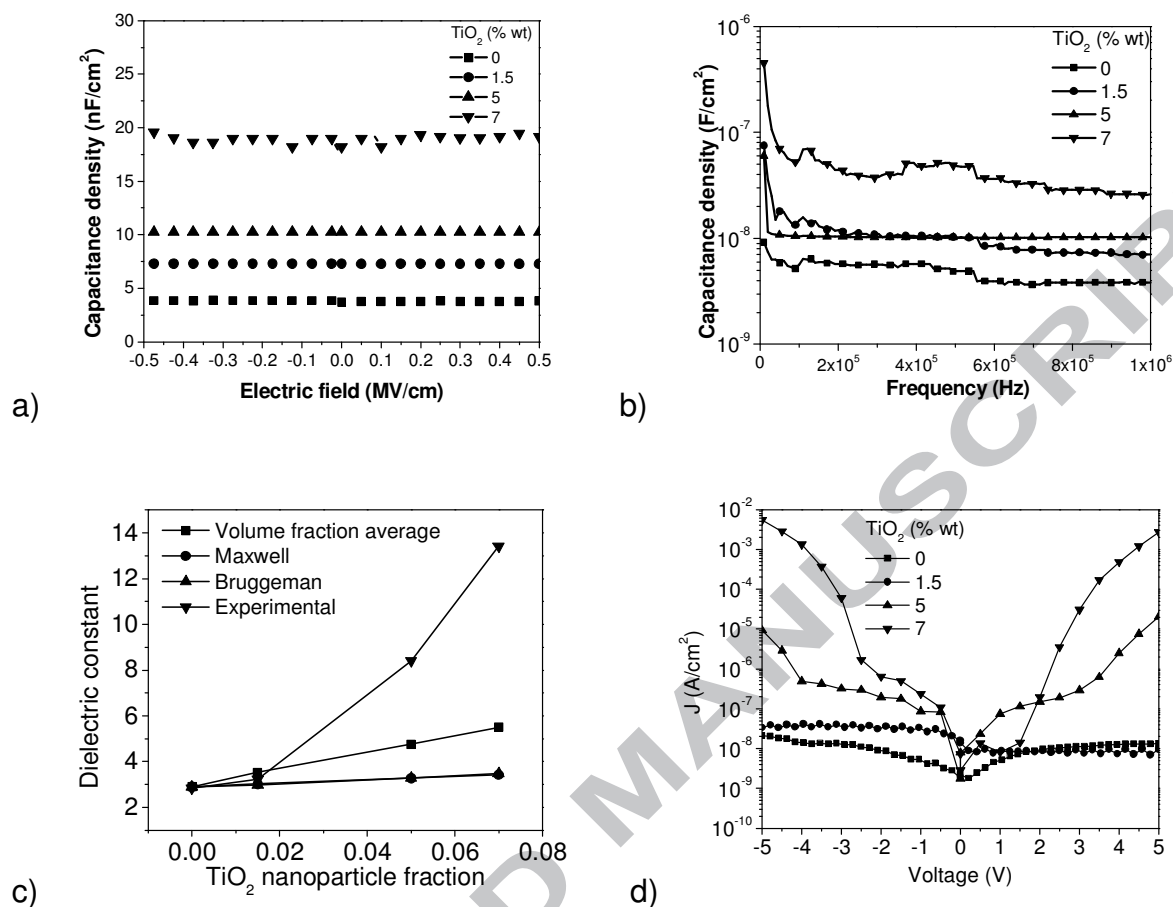 TiO2 (% wt)
0
1.5
5
7
30
25
20
15
10
5
0
Capacitance density (nF/cm2)
-0.5 -0.4 -0.3 -0.2 -0.1 0.0 0.1 0.2 0.3 0.4 0.5
Electric field (MV/cm)
a)
TiO2 (% wt)
0
1.5
5
7
10-6
10-7
10-8
10-9
Capacitance density (F/cm2)
0 2x105 4x105 6x105 8x105 1x106
Frequency (Hz)
b)
Volume fraction average
Maxwell
Bruggeman
Experimental
14
12
10
8
6
4
2
Dielectric constant
0.00 0.02 0.04 0.06 0.08
TiO2 nanoparticle fraction
c)
TiO2 (% wt)
0
1.5
5
7
10-2
10-3
10-4
10-5
10-6
10-7
10-8
10-9
10-10
J (A/cm2)
-5 -4 -3 -2 -1 0 1 2 3 4 5
Voltage (V)
d)
D MANUSCRIP